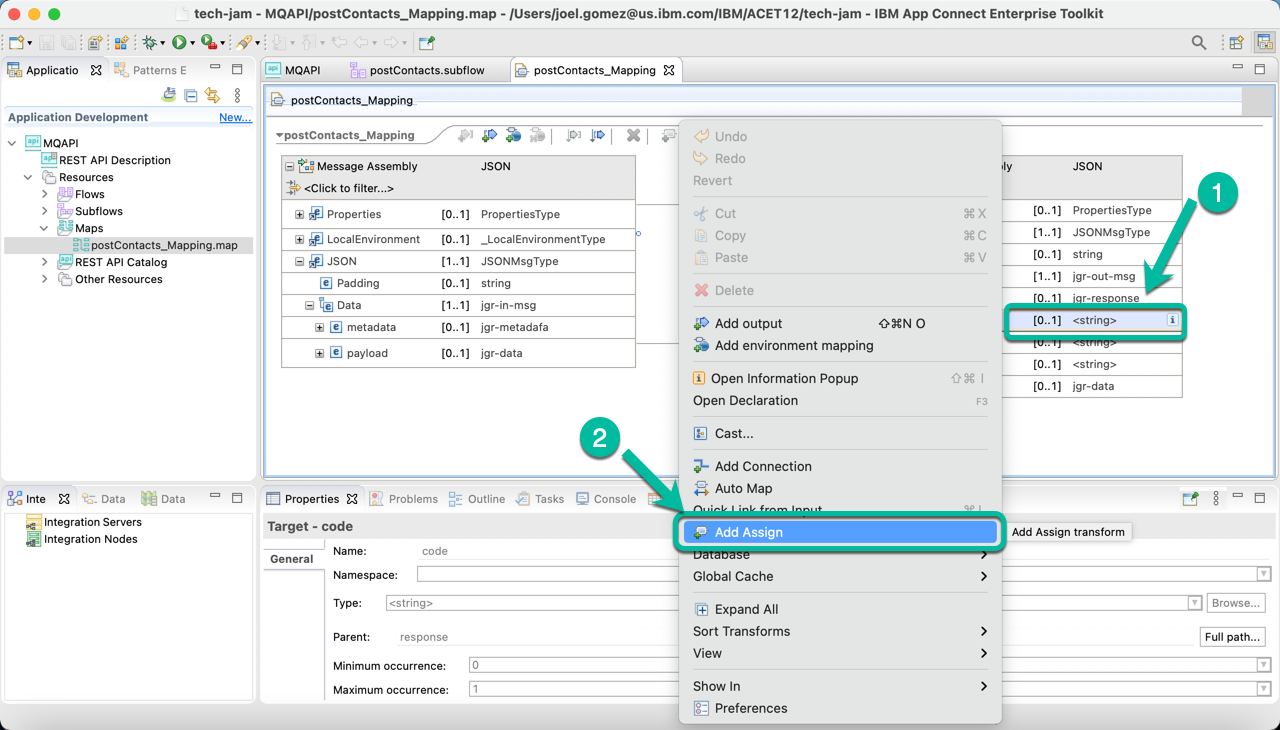 tech-jam - MQAPI/postContacts_Mapping.map - /Users/joel.gomez@us.ibm.com/IBM/ACET12/tech-jam - IBM App Connect Enterprise Toolkit
Applicatio
Patterns E
Application Development
New...
MQAPI
REST API Description
Resources
Flows
Subflows
Maps
postContacts_Mapping.map
REST API Catalog
Other Resources
MQAPI
postContacts.subflow
postContacts_Mapping
postContacts_Mapping
postContacts_Mapping
Message Assembly JSON
<Click to filter...>
Properties [0..1] PropertiesType
LocalEnvironment [0..1] _LocalEnvironmentType
JSON [1..1] JSONMsgType
Padding [0..1] string
Data [1..1] jgr-in-msg
metadata [0..1] jgr-metadafa
payload [0..1] jgr-data
Undo
Redo
Revert
Cut ⌘X
Copy ⌘C
Paste ⌘V
Delete
Add output ⇧⌘N O
Add environment mapping
Open Information Popup ⇧⌘ I
Open Declaration F3
Cast...
Add Connection
Auto Map
Quick Link from Input
Add Assign
Database
Global Cache
Expand All
Sort Transforms
View
Show In
Preferences
Add Assign transform
ly JSON
[0..1] PropertiesType
[1..1] JSONMsgType
[0..1] string
[1..1] jgr-out-msg
[0..1] jgr-response
[0..1] <string>
[0..1] <string>
[0..1] <string>
[0..1] jgr-data
1
2
Inte
Data
Data
Integration Servers
Integration Nodes
Properties
Problems
Outline
Tasks
Console
Target - code
General
Name: code
Namespace:
Type: <string>
Browse...
Parent: response
Full path...
Minimum occurrence: 0
Maximum occurrence: 1